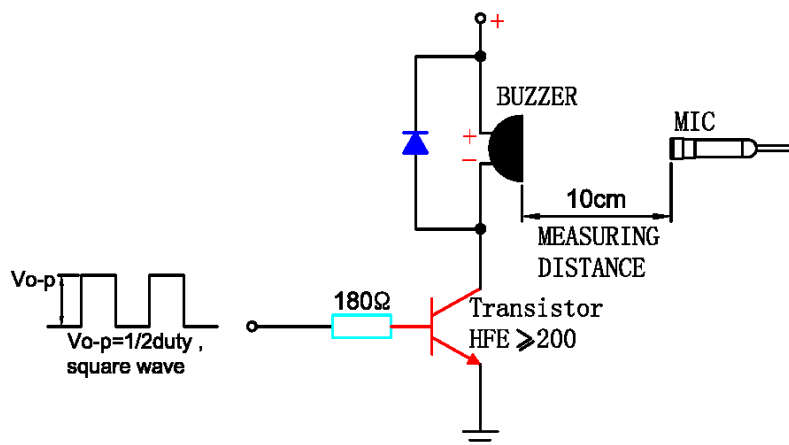 +
BUZZER
+
−
MIC
10cm
MEASURING
DISTANCE
Vo-p
Vo-p=1/2duty ,
square wave
180Ω
Transistor
HFE ⩾200